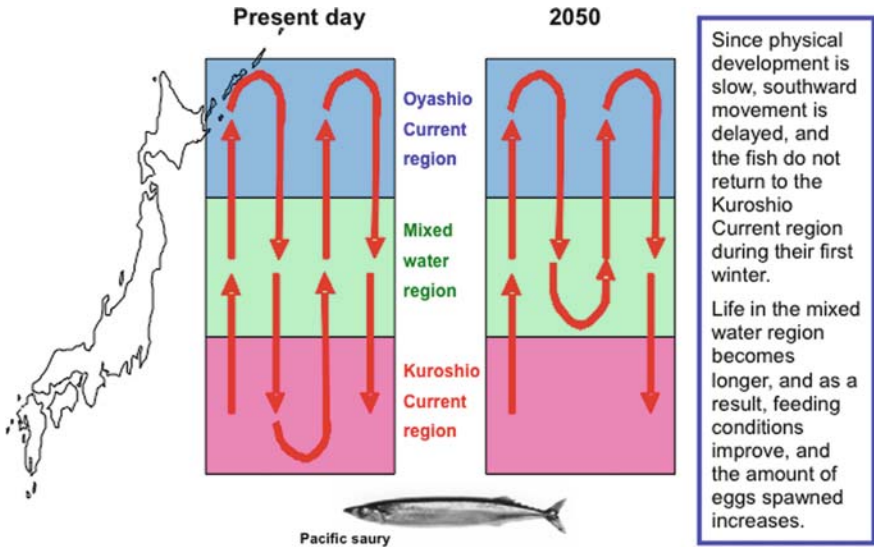 Present day
2050
Oyashio
Current
region
Mixed
water
region
Kuroshio
Current
region
Since physical
development is
slow, southward
movement is
delayed, and
the fish do not
return to the
Kuroshio
Current region
during their first
winter.
Life in the mixed
water region
becomes
longer, and as a
result, feeding
conditions
improve, and
the amount of
eggs spawned
increases.
Pacific saury